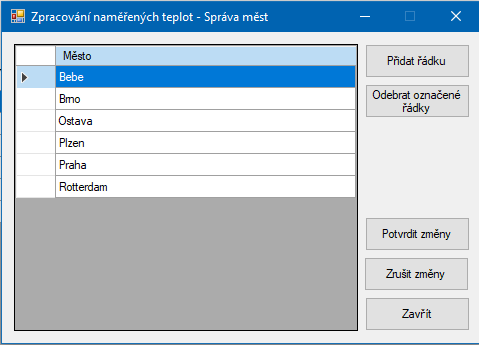 Zpracování naměřených teplot - Správa měst
Město
Bebe
Brno
Ostava
Plzen
Praha
Rotterdam
Přidat řádku
Odebrat označené
řádky
Potvrdit změny
Zrušit změny
Zavřít